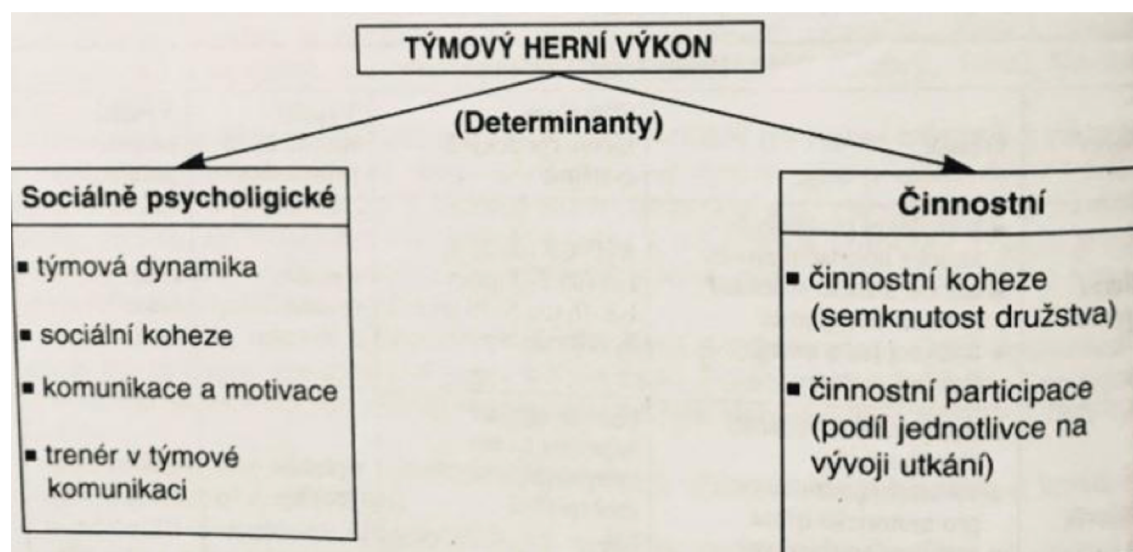 TÝMOVÝ HERNÍ VÝKON
(Determinanty)
Sociálně psychologické
▪ týmová dynamika
▪ sociální koheze
▪ komunikace a motivace
▪ trenér v týmové
komunikaci
Činnostní
▪ činnostní koheze
(semknutost družstva)
▪ činnostní participace
(podíl jednotlivce na
vývoji utkání)